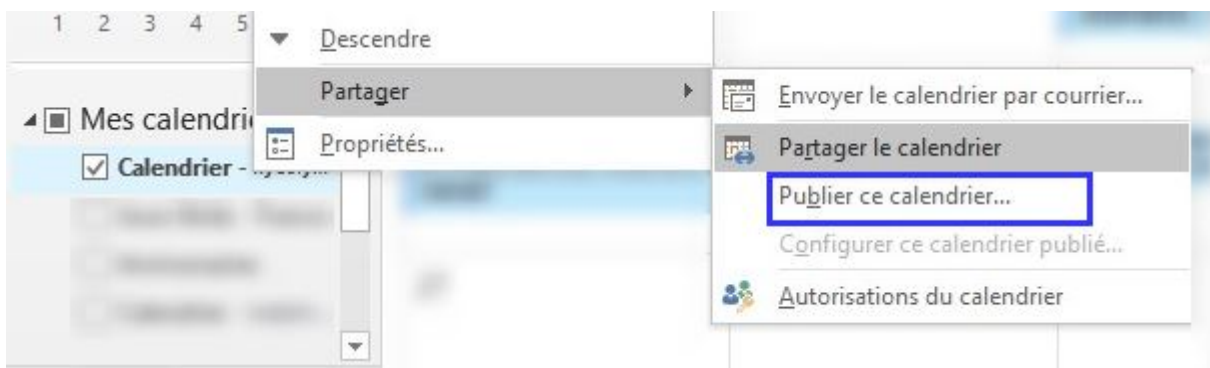 1 2 3 4 5
Descendre
Partager
Mes calendri
Propriétés...
Calendrier -
Envoyer le calendrier par courrier...
Partager le calendrier
Publier ce calendrier...
Configurer ce calendrier publié...
Autorisations du calendrier